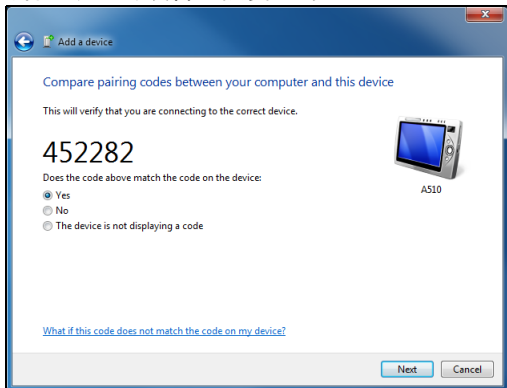 Add a device
Compare pairing codes between your computer and this device
This will verify that you are connecting to the correct device.
452282
Does the code above match the code on the device:
A510
Yes
No
The device is not displaying a code
What if this code does not match the code on my device?
Next Cancel